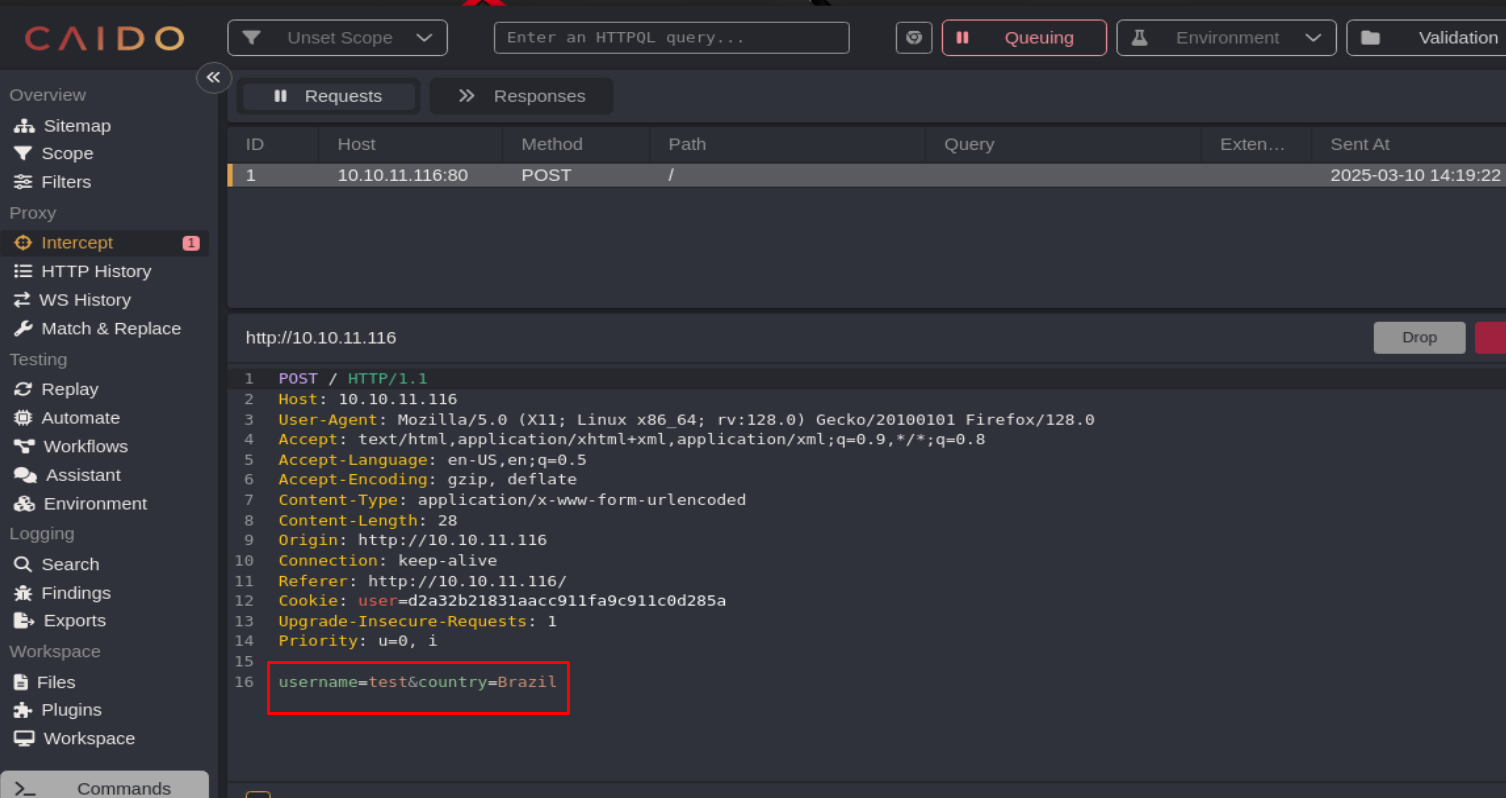 CAIDO
Unset Scope
Enter an HTTPQL query...
Queuing
Environment
Validation
Overview
Sitemap
Scope
Filters
Proxy
Intercept 1
HTTP History
WS History
Match & Replace
Testing
Replay
Automate
Workflows
Assistant
Environment
Logging
Search
Findings
Exports
Workspace
Files
Plugins
Workspace
Commands
Requests
Responses
ID Host Method Path Query Exten… Sent At
1 10.10.11.116:80 POST / 2025-03-10 14:19:22
http://10.10.11.116
Drop
1 POST / HTTP/1.1
2 Host: 10.10.11.116
3 User-Agent: Mozilla/5.0 (X11; Linux x86_64; rv:128.0) Gecko/20100101 Firefox/128.0
4 Accept: text/html,application/xhtml+xml,application/xml;q=0.9,*/*;q=0.8
5 Accept-Language: en-US,en;q=0.5
6 Accept-Encoding: gzip, deflate
7 Content-Type: application/x-www-form-urlencoded
8 Content-Length: 28
9 Origin: http://10.10.11.116
10 Connection: keep-alive
11 Referer: http://10.10.11.116/
12 Cookie: user=d2a32b21831aacc911fa9c911c0d285a
13 Upgrade-Insecure-Requests: 1
14 Priority: u=0, i
15
16 username=test&country=Brazil